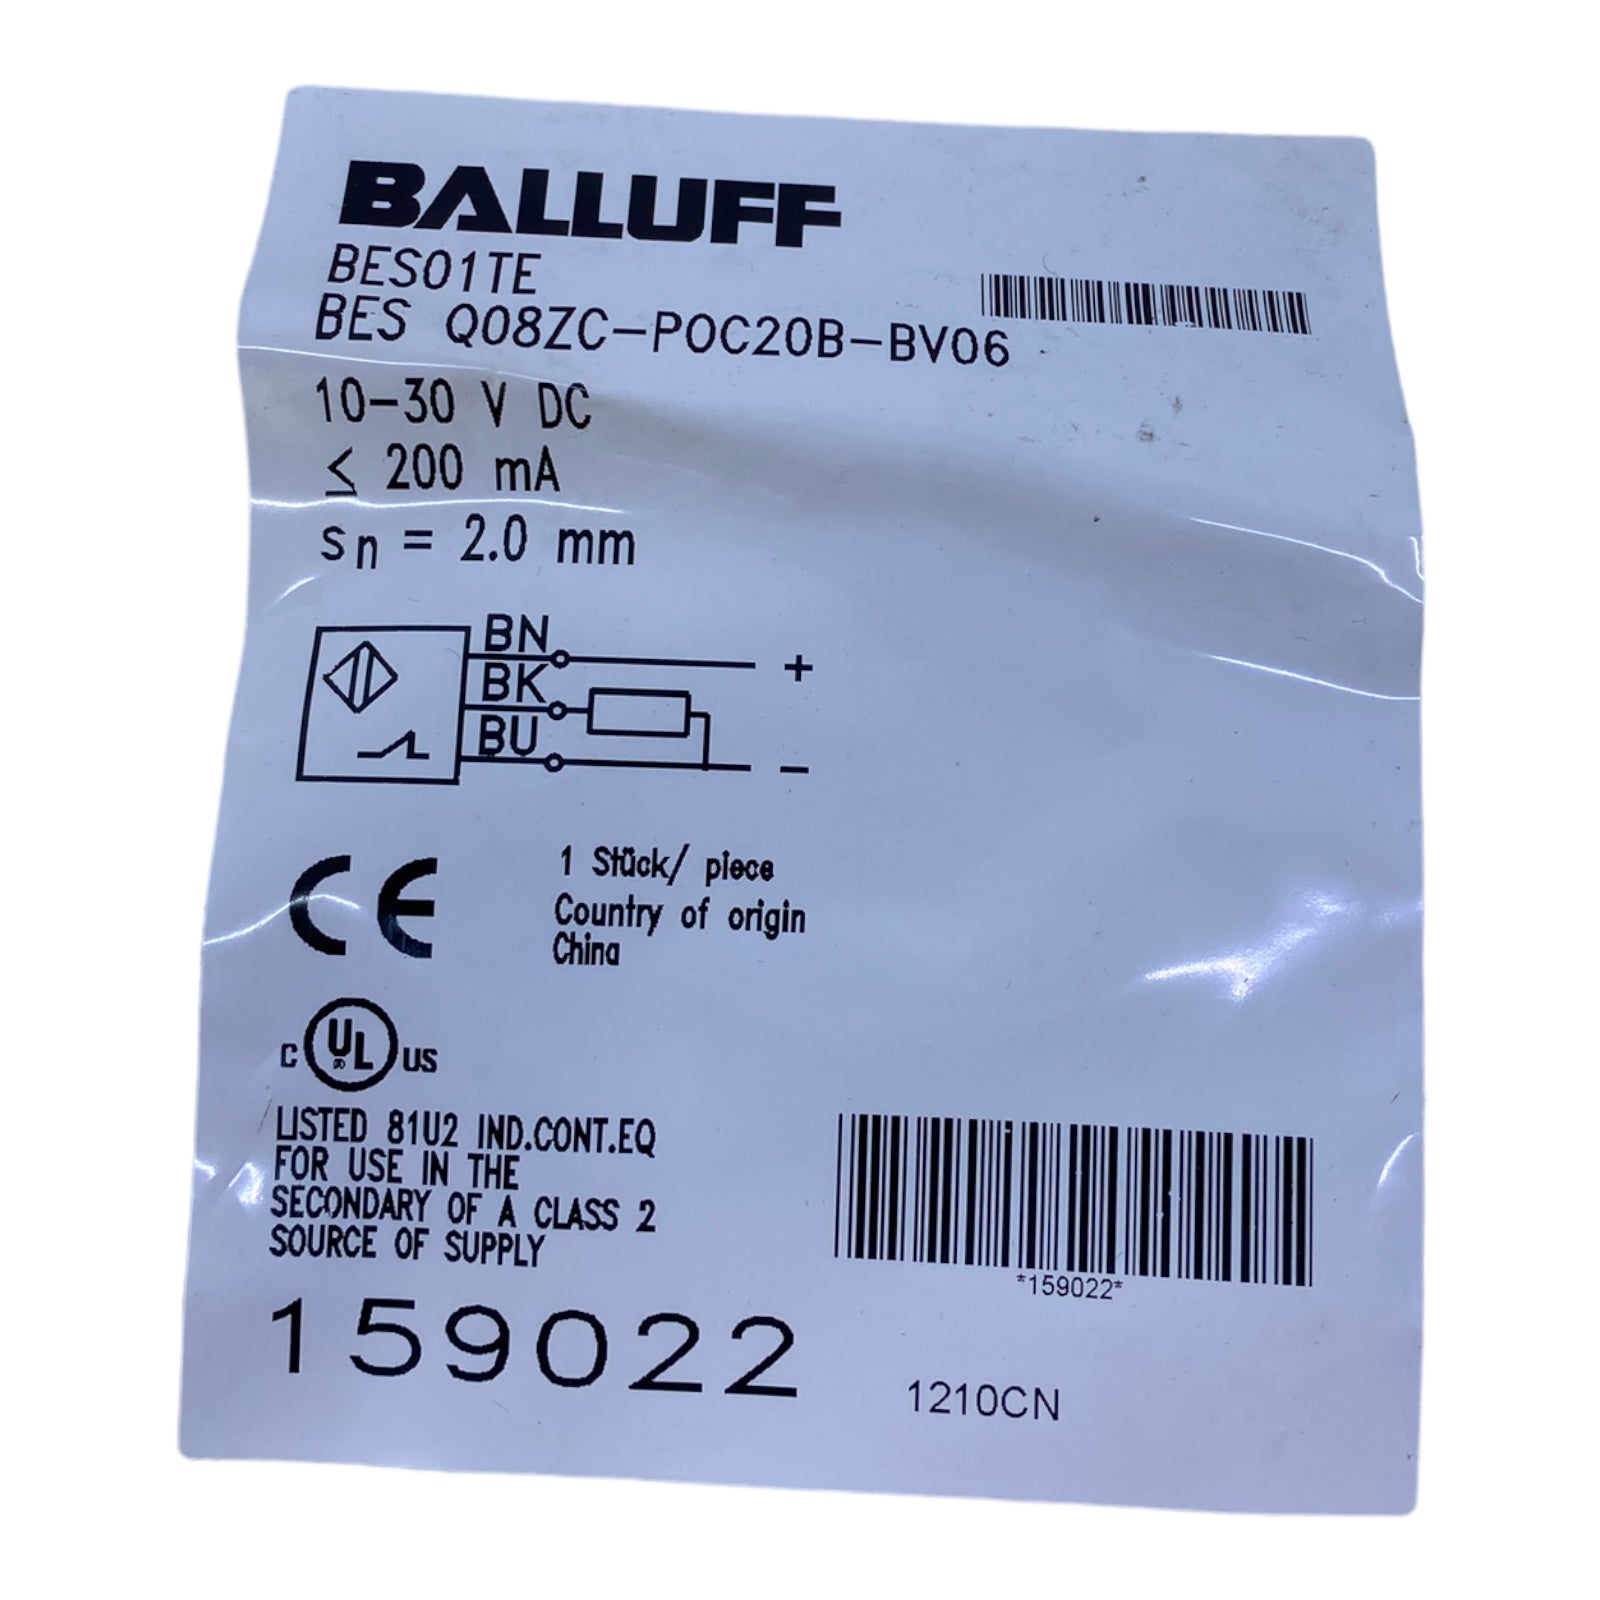 BALLUFF
BES01TE
BES Q08ZC-POC20B-BV06
10-30 V DC
≤ 200 mA
sn = 2.0 mm
BN
+
BK
BU
-
CE
1 Stück/ piece
Country of origin
China
C UL ® US
LISTED 81U2 IND.CONT.EQ
FOR USE IN THE
SECONDARY OF A CLASS 2
SOURCE OF SUPPLY
*159022*
159022
1210CN